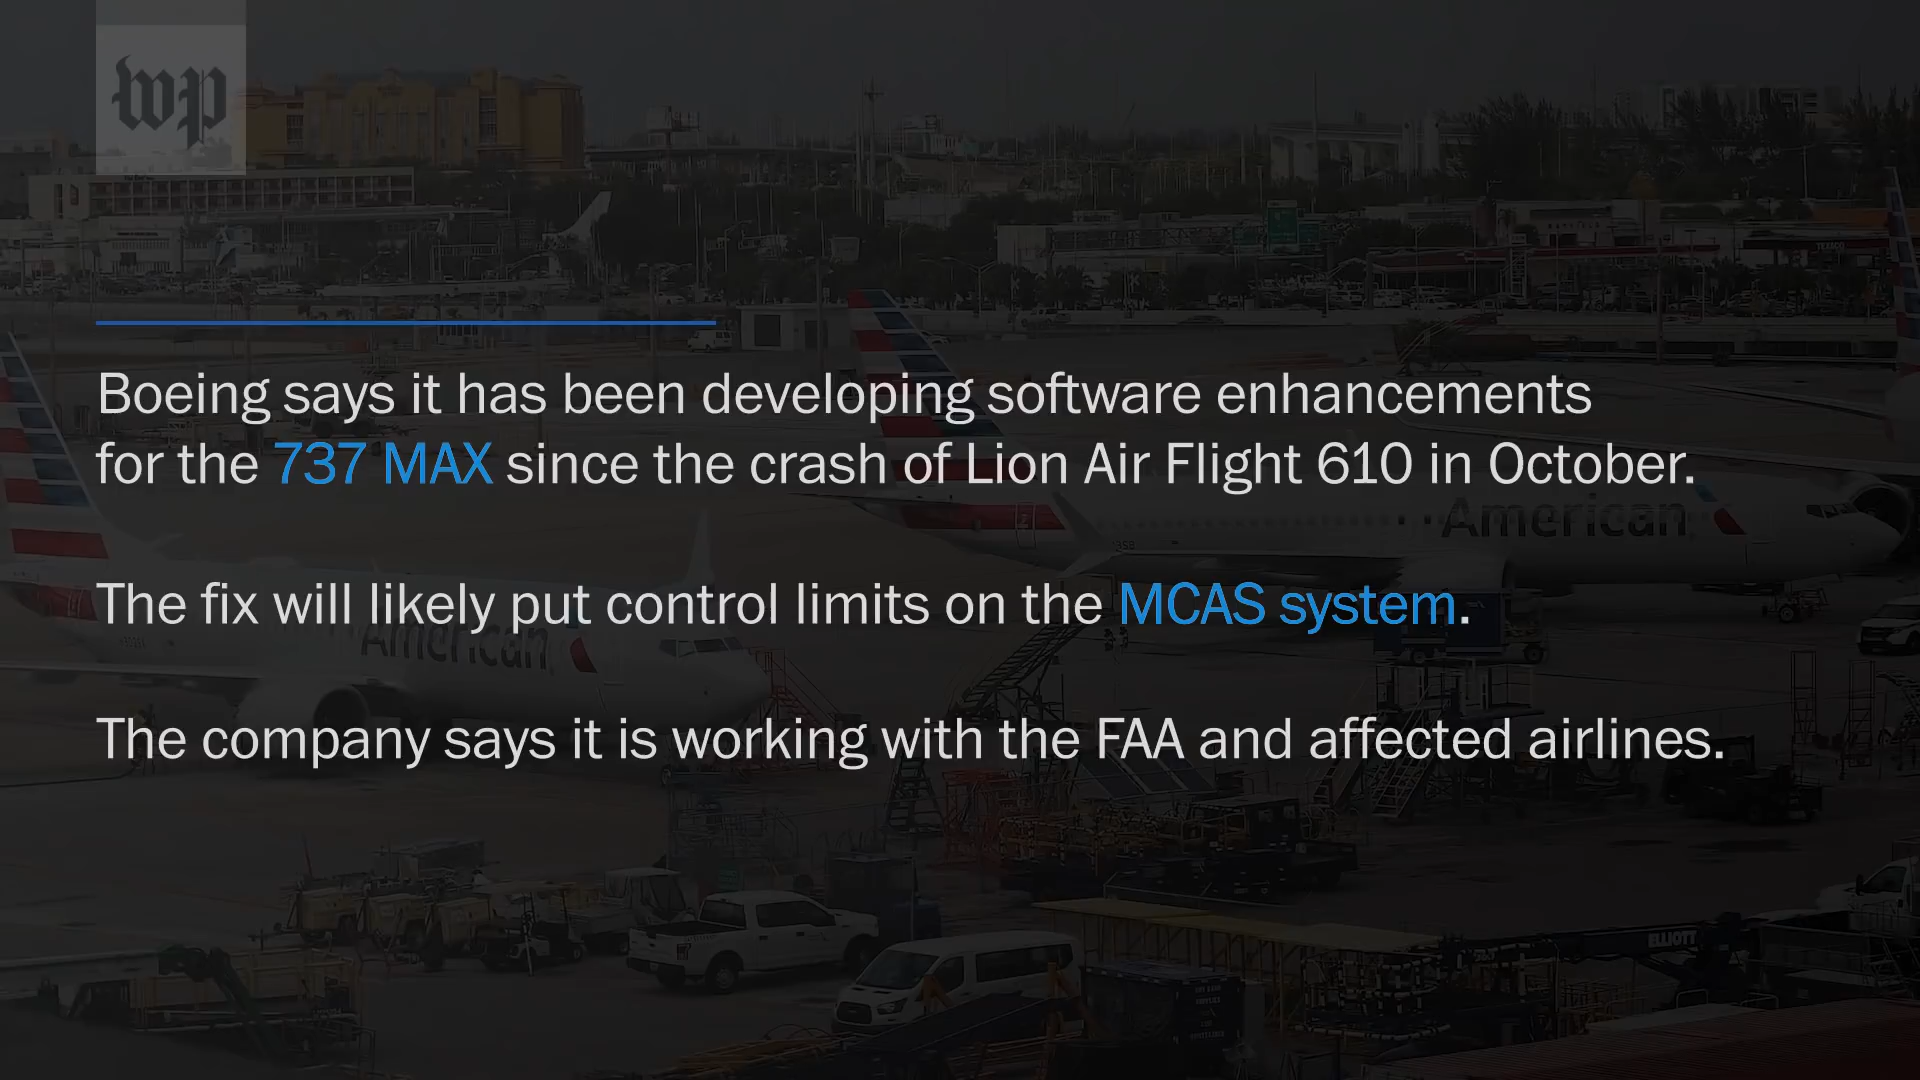 wp
TEXACO
Boeing says it has been developing software enhancements
for the 737 MAX since the crash of Lion Air Flight 610 in October.
American
The fix will likely put control limits on the MCAS system.
American
The company says it is working with the FAA and affected airlines.
ELLIOTT